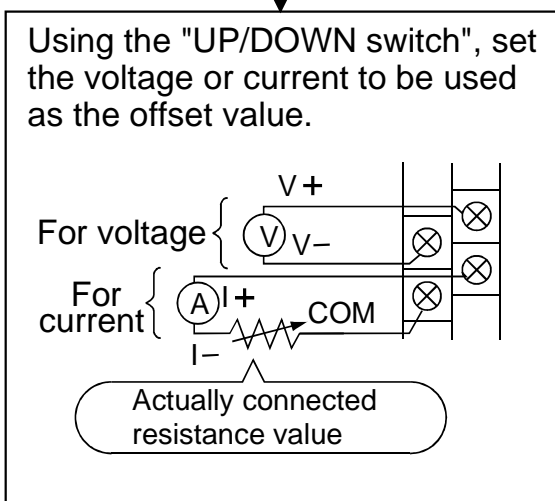 Using the "UP/DOWN switch", set
the voltage or current to be used
as the offset value.
V+
For voltage
V
V−
For
current
A
I+
COM
I−
Actually connected
resistance value